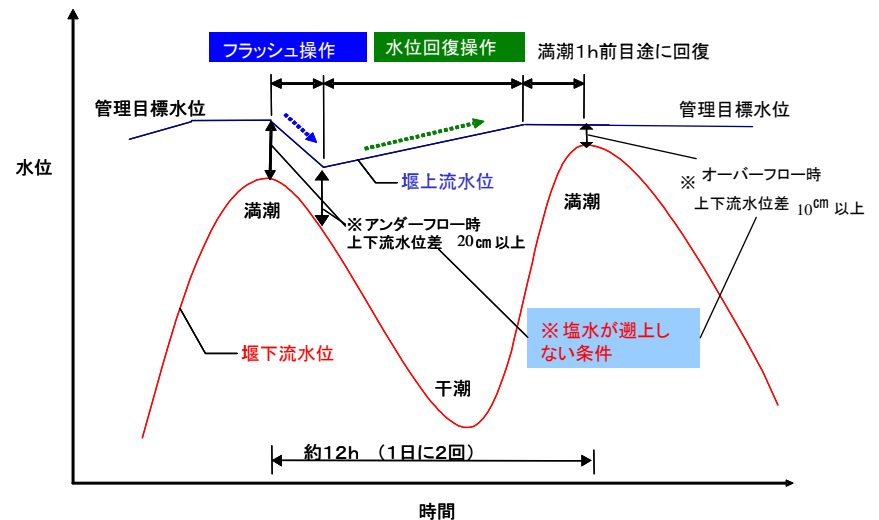 フラッシュ操作
水位回復操作
満潮1h前目途に回復
管理目標水位
管理目標水位
水位
堰上流水位
※オーバーフロー時
上下流水位差 10cm以上
満潮
満潮
※アンダーフロー時
上下流水位差 20cm以上
※塩水が遡上し
ない条件
堰下流水位
干潮
約12h (1日に2回)
時間